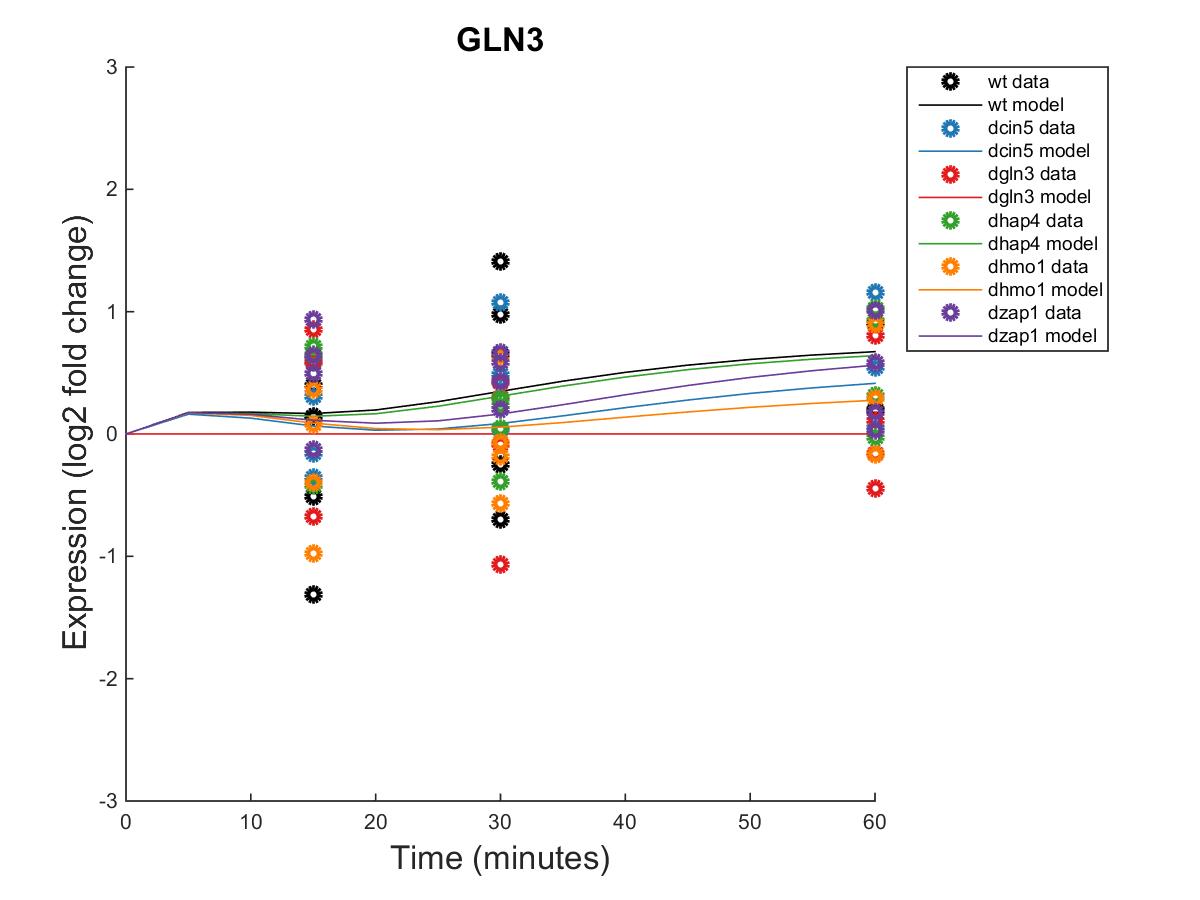 GLN3
Expression (log2 fold change)
3
2
1
0
-1
-2
-3
0 10 20 30 40 50 60
Time (minutes)
wt data
wt model
dcin5 data
dcin5 model
dgln3 data
dgln3 model
dhap4 data
dhap4 model
dhmo1 data
dhmo1 model
dzap1 data
dzap1 model